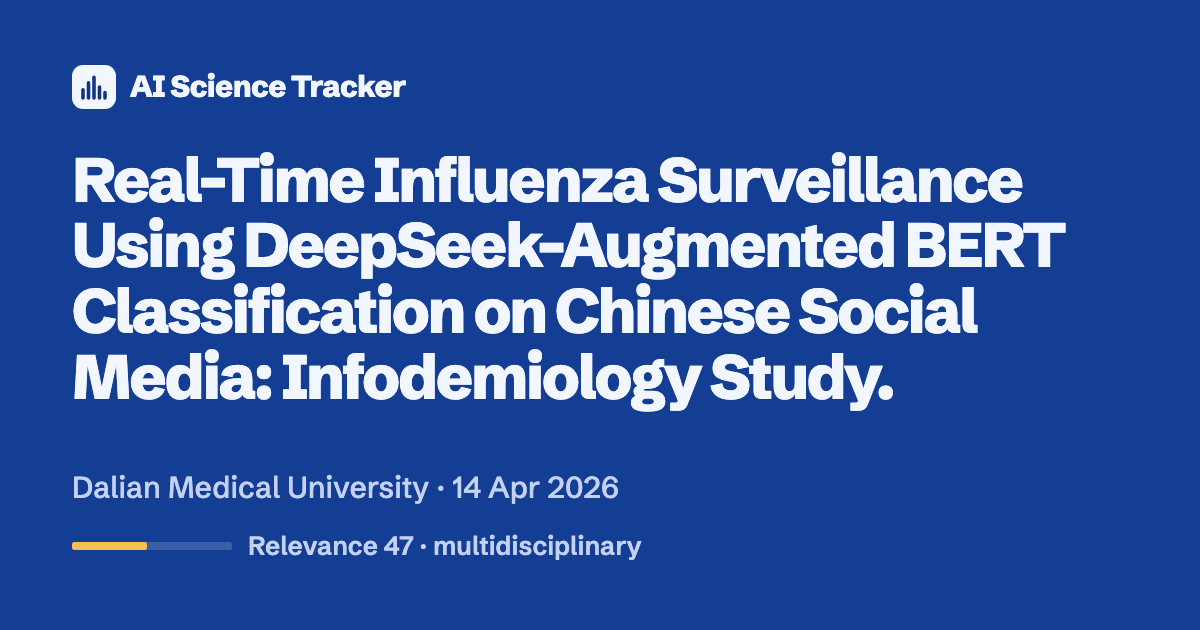 AI Science Tracker
Real-Time Influenza Surveillance
Using DeepSeek-Augmented BERT
Classification on Chinese Social
Media: Infodemiology Study.
Dalian Medical University · 14 Apr 2026
Relevance 47 · multidisciplinary